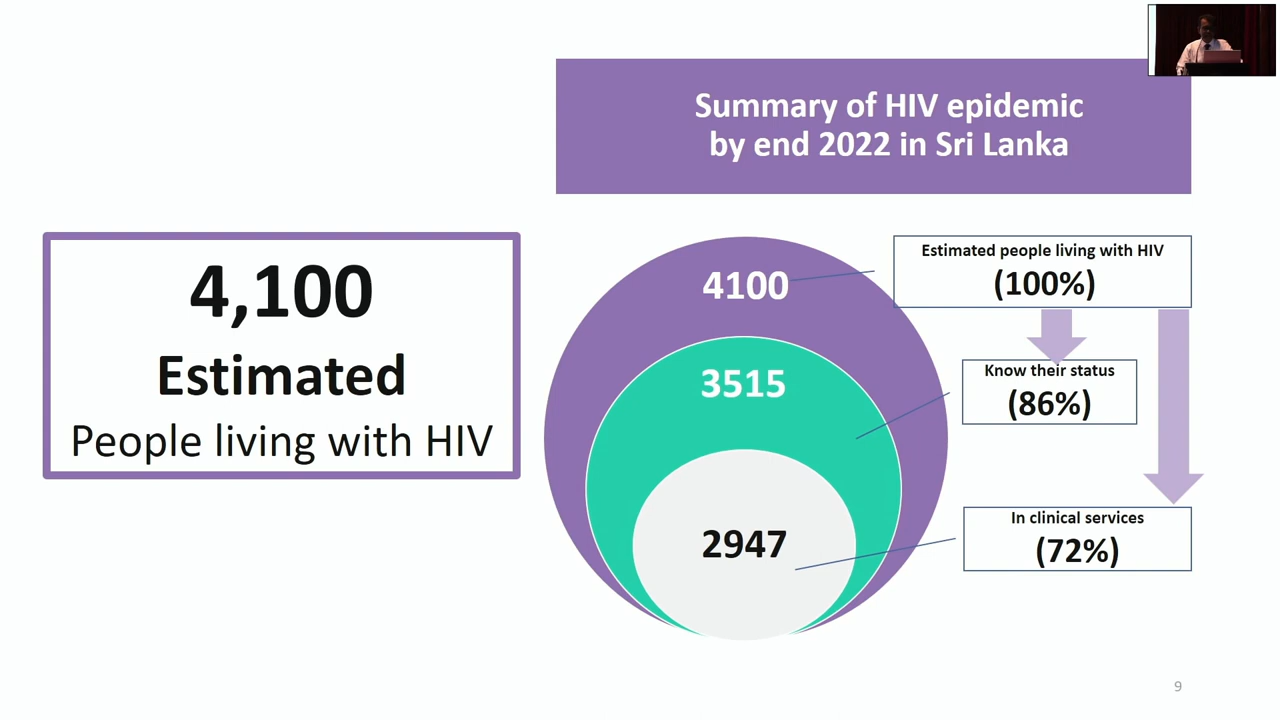 Summary of HIV epidemic
by end 2022 in Sri Lanka
4,100
Estimated
People living with HIV
4100
3515
2947
Estimated people living with HIV
(100%)
Know their status
(86%)
In clinical services
(72%)
9